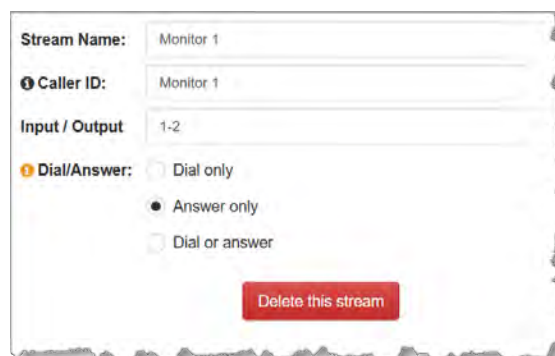 Stream Name: Monitor 1
Caller ID: Monitor 1
Input / Output 1-2
Dial/Answer: Dial only
Answer only
Dial or answer
Delete this stream